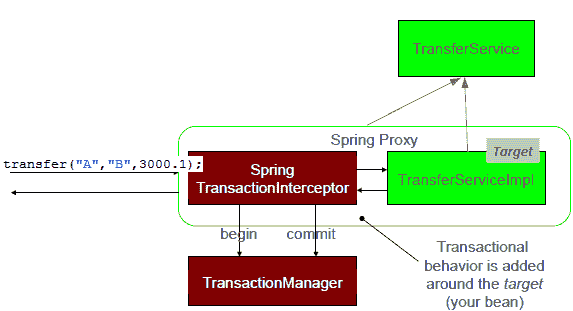 TransferService
Spring Proxy
transfer("A","B",3000.1);
Spring
TransactionInterceptor
Target
TransferServiceImpl
begin
commit
Transactional
behavior is added
around the target
(your bean)
TransactionManager